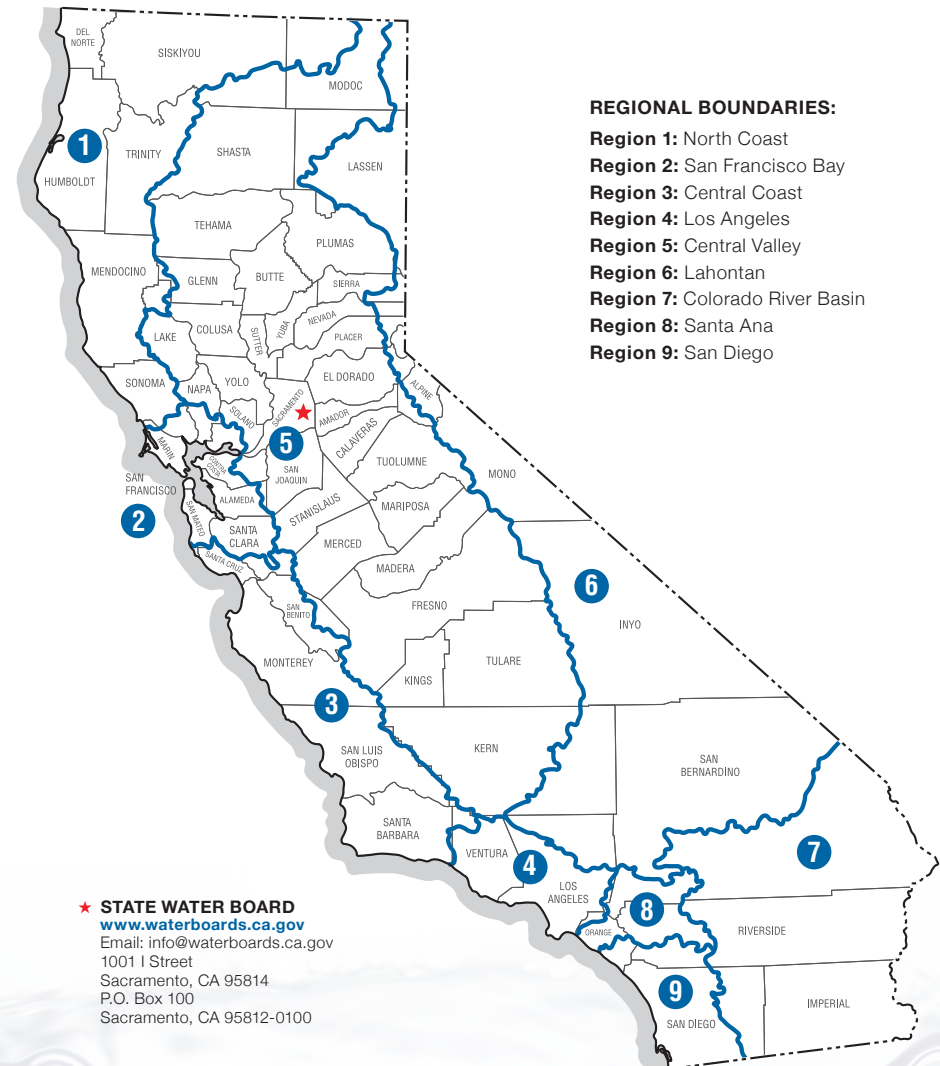 DEL
NORTE
SISKIYOU
MODOC
1
TRINITY
SHASTA
LASSEN
HUMBOLDT
TEHAMA
PLUMAS
MENDOCINO
GLENN
BUTTE
SIERRA
LAKE
COLUSA
SUTTER
YUBA
NEVADA
PLACER
SONOMA
NAPA
YOLO
EL DORADO
ALPINE
SOLANO
SACRAMENTO
AMADOR
5
CALAVERAS
MARIN
CONTRA
COSTA
SAN
JOAQUIN
TUOLUMNE
MONO
SAN
FRANCISCO
ALAMEDA
STANISLAUS
MARIPOSA
2
SAN MATEO
SANTA
CLARA
MERCED
SANTA CRUZ
MADERA
6
SAN
BENITO
FRESNO
INYO
MONTEREY
KINGS
TULARE
3
SAN LUIS
OBISPO
KERN
SAN
BERNARDINO
SANTA
BARBARA
VENTURA
4
LOS
ANGELES
7
8
ORANGE
RIVERSIDE
9
SAN DIEGO
IMPERIAL
REGIONAL BOUNDARIES:
Region 1: North Coast
Region 2: San Francisco Bay
Region 3: Central Coast
Region 4: Los Angeles
Region 5: Central Valley
Region 6: Lahontan
Region 7: Colorado River Basin
Region 8: Santa Ana
Region 9: San Diego
STATE WATER BOARD
www.waterboards.ca.gov
Email: info@waterboards.ca.gov
1001 I Street
Sacramento, CA 95814
P.O. Box 100
Sacramento, CA 95812-0100